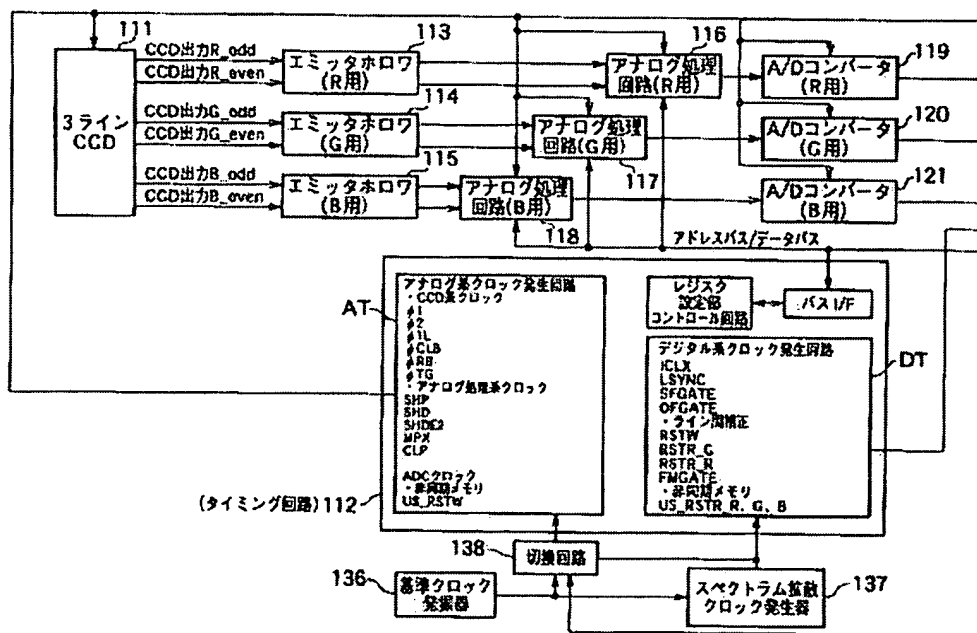 111
CCD出力R_odd
CCD出力R_even
CCD出力G_odd
CCD出力G_even
CCD出力B_odd
CCD出力B_even
3ライン
CCD
113
エミッタホロワ
(R用)
114
エミッタホロワ
(G用)
115
エミッタホロワ
(B用)
116
アナログ処理
回路(R用)
アナログ処理
回路(G用)
117
アナログ処理
回路(B用)
118
119
A/Dコンバータ
(R用)
120
A/Dコンバータ
(G用)
121
A/Dコンバータ
(B用)
アドレスバス/データバス
AT
アナログ系クロック発生回路
・CCD系クロック
φ1
φ2
φ1L
φCLB
φRB
φTG
・アナログ処理系クロック
SHP
SHD
SHDE2
MPX
CLP
ADCクロック
・非同期メモリ
US_RSTW
レジスタ
設定部
コントロール回路
バスI/F
デジタル系クロック発生回路
DT
LSYNC
SFGATE
OFGATE
・ライン間補正
RSTW
RSTR_G
RSTR_R
FMGATE
・非同期メモリ
US_RSTR_R, G, B
(タイミング回路)112
138
切換回路
136
基準クロック
発振器
スペクトラム拡散
クロック発生器
137